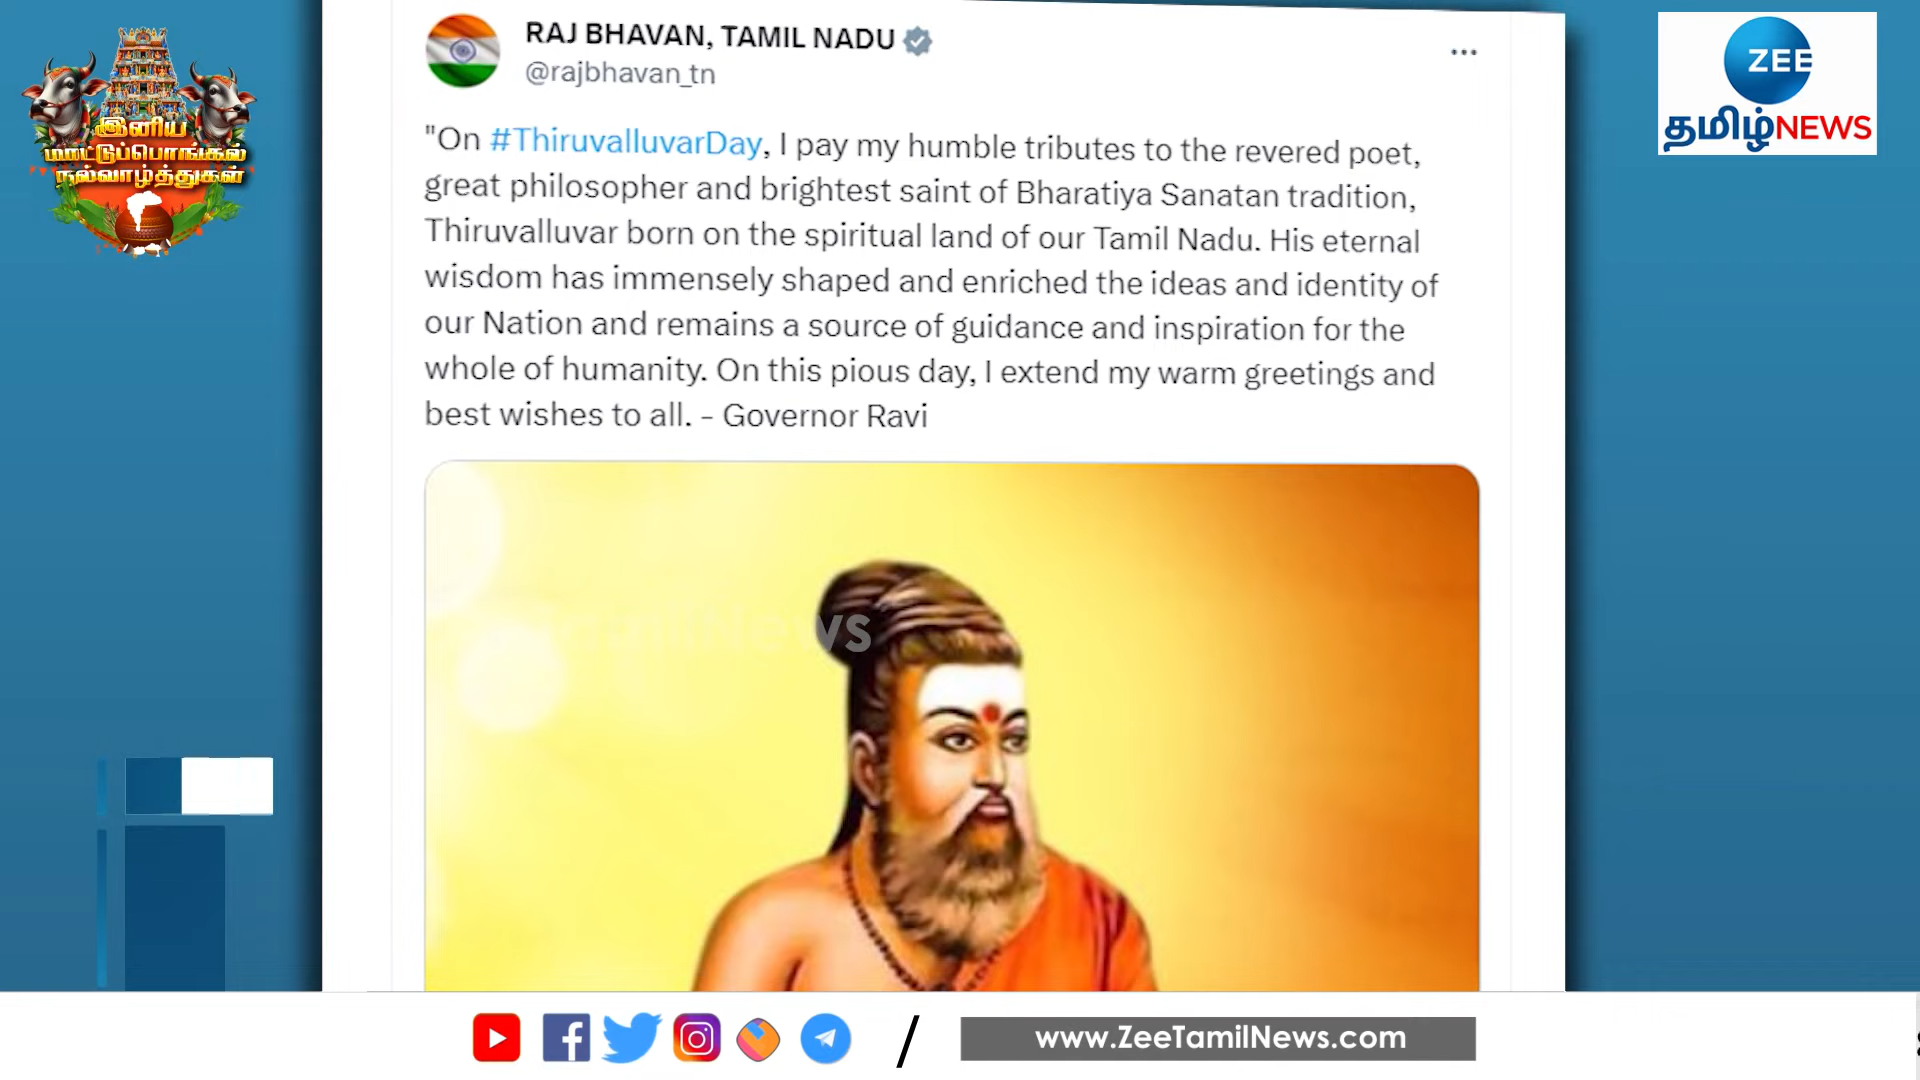 இனிய
மாட்டுப்பொங்கல்
நல்வாழ்த்துகள்
RAJ BHAVAN, TAMIL NADU
@rajbhavan_tn
ZEE
தமிழ்NEWS
"On #ThiruvalluvarDay, I pay my humble tributes to the revered poet,
great philosopher and brightest saint of Bharatiya Sanatan tradition,
Thiruvalluvar born on the spiritual land of our Tamil Nadu. His eternal
wisdom has immensely shaped and enriched the ideas and identity of
our Nation and remains a source of guidance and inspiration for the
whole of humanity. On this pious day, I extend my warm greetings and
best wishes to all. - Governor Ravi
/
www.ZeeTamilNews.com